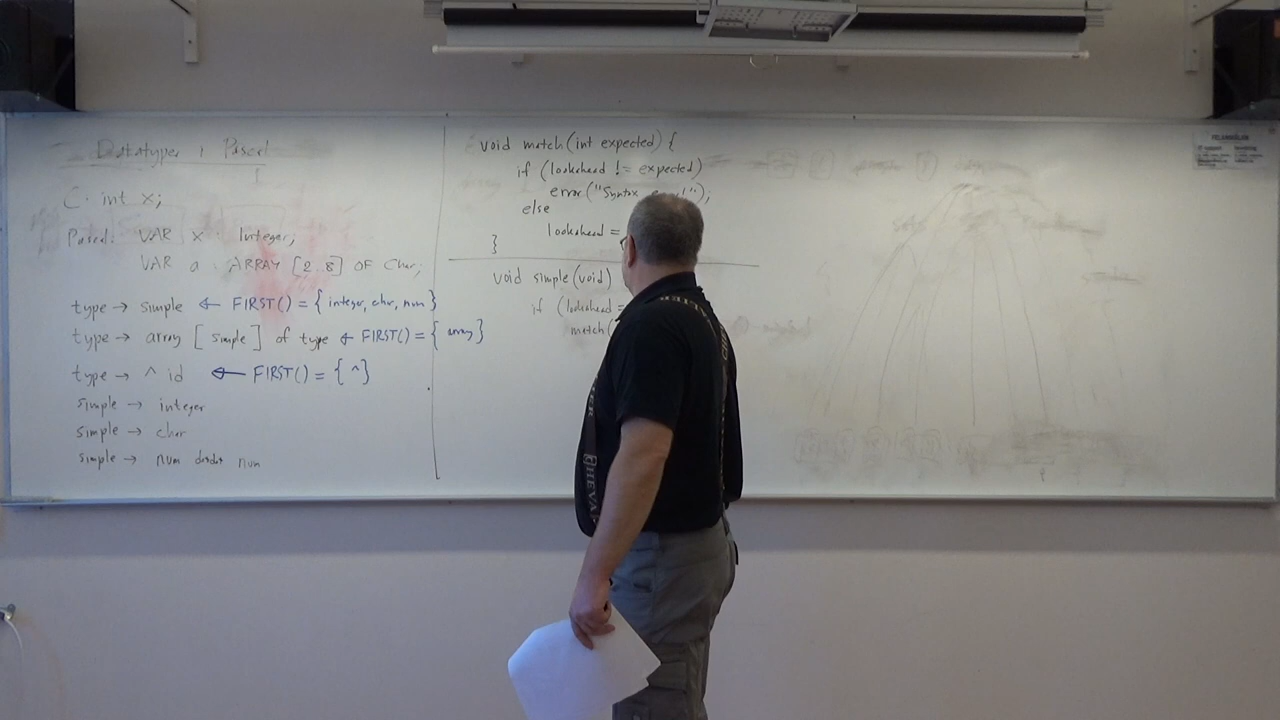 Datatyper i Pascal
C: int x;
Pascal: VAR x : Integer;
VAR a : ARRAY [2..8] OF Char;
type → simple ← FIRST() = { integer, char, num }
type → array [ simple ] of type ← FIRST() = { array }
type → ^ id ← FIRST() = { ^ }
simple → integer
simple → char
simple → num dotdot num
void match (int expected) {
if (lookahead != expected)
error ("Syntax
else
lookahead =
}
void simple (void)
if (lookahead =
match (
CHEVALIER